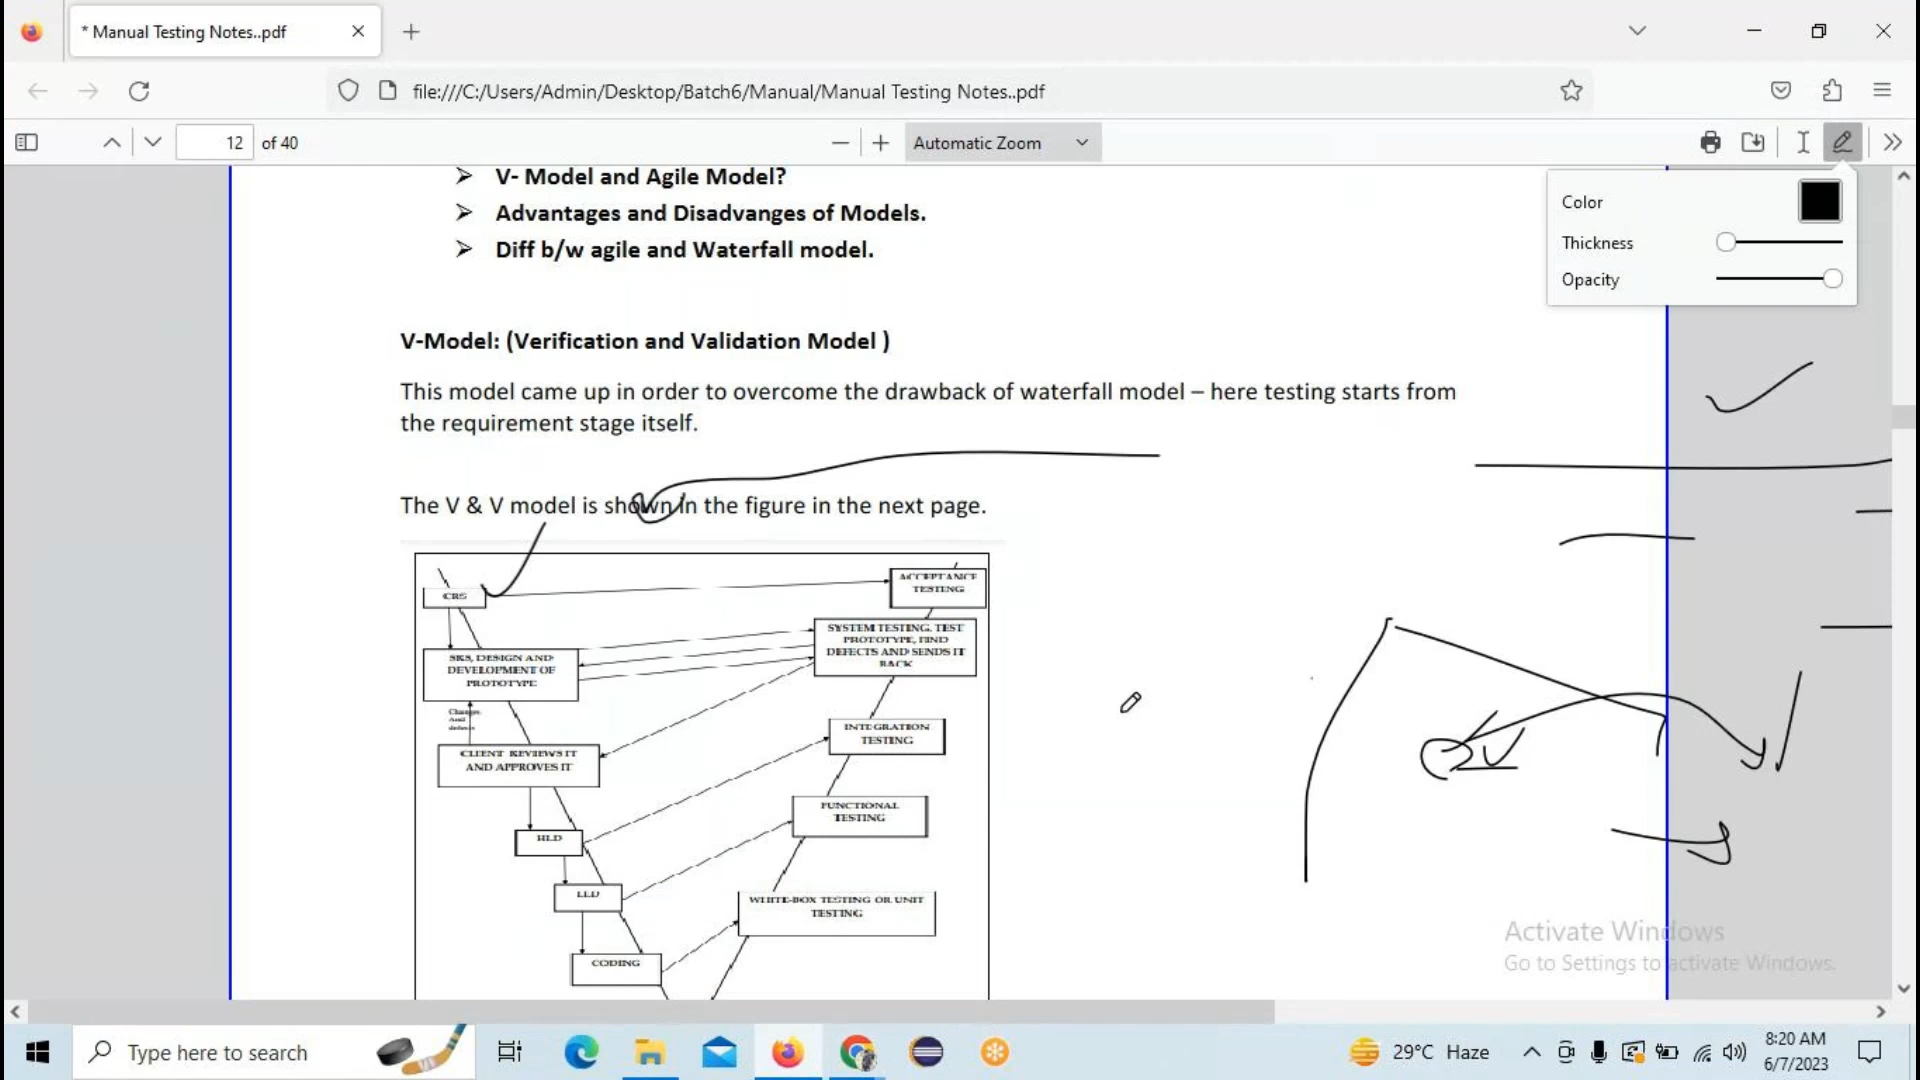 * Manual Testing Notes..pdf
file:///C:/Users/Admin/Desktop/Batch6/Manual/Manual Testing Notes..pdf
12 of 40
Automatic Zoom
Color
Thickness
Opacity
V- Model and Agile Model?
Advantages and Disadvanges of Models.
Diff b/w agile and Waterfall model.
V-Model: (Verification and Validation Model )
This model came up in order to overcome the drawback of waterfall model – here testing starts from
the requirement stage itself.
The V & V model is shown in the figure in the next page.
CRS
ACCEPTANCE
TESTING
SRS, DESIGN AND
DEVELOPMENT OF
PROTOTYPE
SYSTEM TESTING, TEST
PROTOTYPE, FIND
DEFECTS AND SENDS IT
BACK
Changes
And
defects
CLIENT REVIEWS IT
AND APPROVES IT
INTEGRATION
TESTING
HLD
FUNCTIONAL
TESTING
LLD
WHITE-BOX TESTING OR UNIT
TESTING
CODING
Activate Windows
Go to Settings to activate Windows.
Type here to search
29°C Haze
8:20 AM
6/7/2023